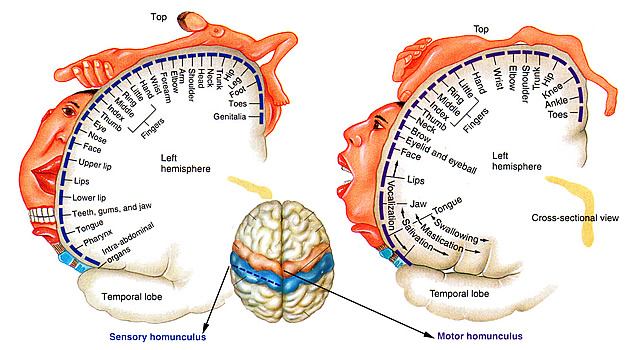 Top
Left
hemisphere
Genitalia
Toes
Foot
Leg
Hip
Trunk
Neck
Head
Shoulder
Arm
Elbow
Forearm
Wrist
Hand
Little
Ring
Middle
Index
Thumb
Fingers
Eye
Nose
Face
Upper lip
Lips
Lower lip
Teeth, gums, and jaw
Tongue
Pharynx
Intra-abdominal
organs
Temporal lobe
Sensory homunculus
Top
Left
hemisphere
Toes
Ankle
Knee
Hip
Trunk
Shoulder
Elbow
Wrist
Hand
Little
Ring
Middle
Index
Thumb
Fingers
Neck
Brow
Eyelid and eyeball
Face
Lips
Vocalization
Jaw
Tongue
Swallowing
Mastication
Salivation
Temporal lobe
Cross-sectional view
Motor homunculus